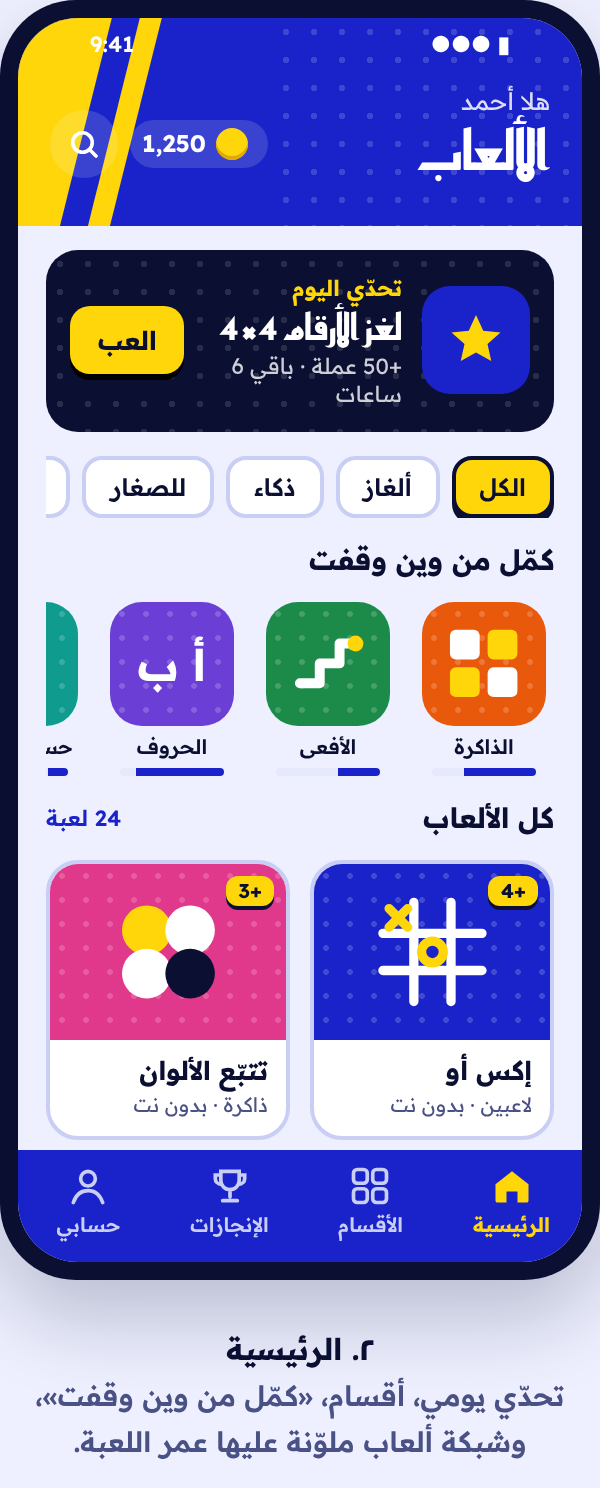 9:41
هلا أحمد
الألعاب
1,250
تحدّي اليوم
لغز الأرقام 4×4
+50 عملة · باقي 6
ساعات
العب
الكل
ألغاز
ذكاء
للصغار
كمّل من وين وقفت
أ ب
الذاكرة
الأفعى
الحروف
حس
كل الألعاب
24 لعبة
+4
+3
إكس أو
لاعبين · بدون نت
تتبّع الألوان
ذاكرة · بدون نت
الرئيسية
الأقسام
الإنجازات
حسابي
٢. الرئيسية
تحدّي يومي، أقسام، «كمّل من وين وقفت»،
وشبكة ألعاب ملوّنة عليها عمر اللعبة.